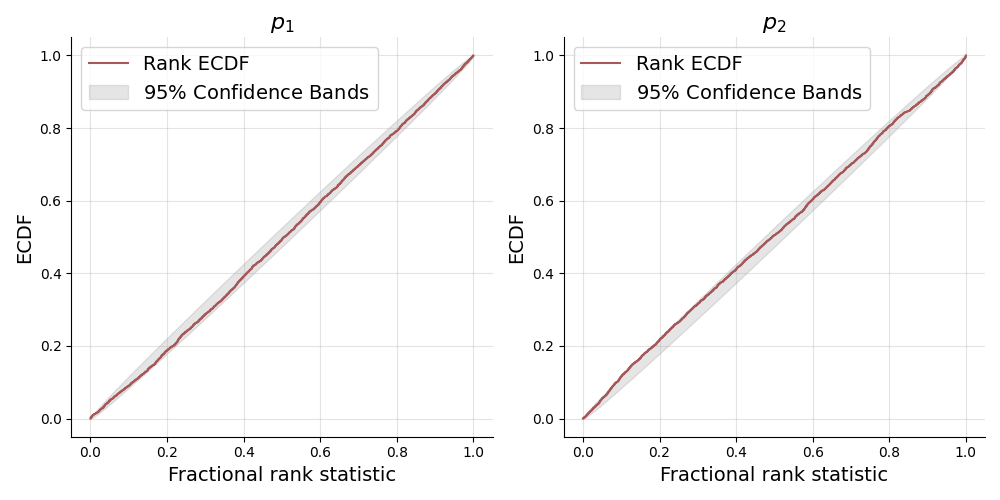 p1
Rank ECDF
95% Confidence Bands
1.0
0.8
0.6
0.4
0.2
0.0
ECDF
0.0 0.2 0.4 0.6 0.8 1.0
Fractional rank statistic
p2
Rank ECDF
95% Confidence Bands
1.0
0.8
0.6
0.4
0.2
0.0
ECDF
0.0 0.2 0.4 0.6 0.8 1.0
Fractional rank statistic